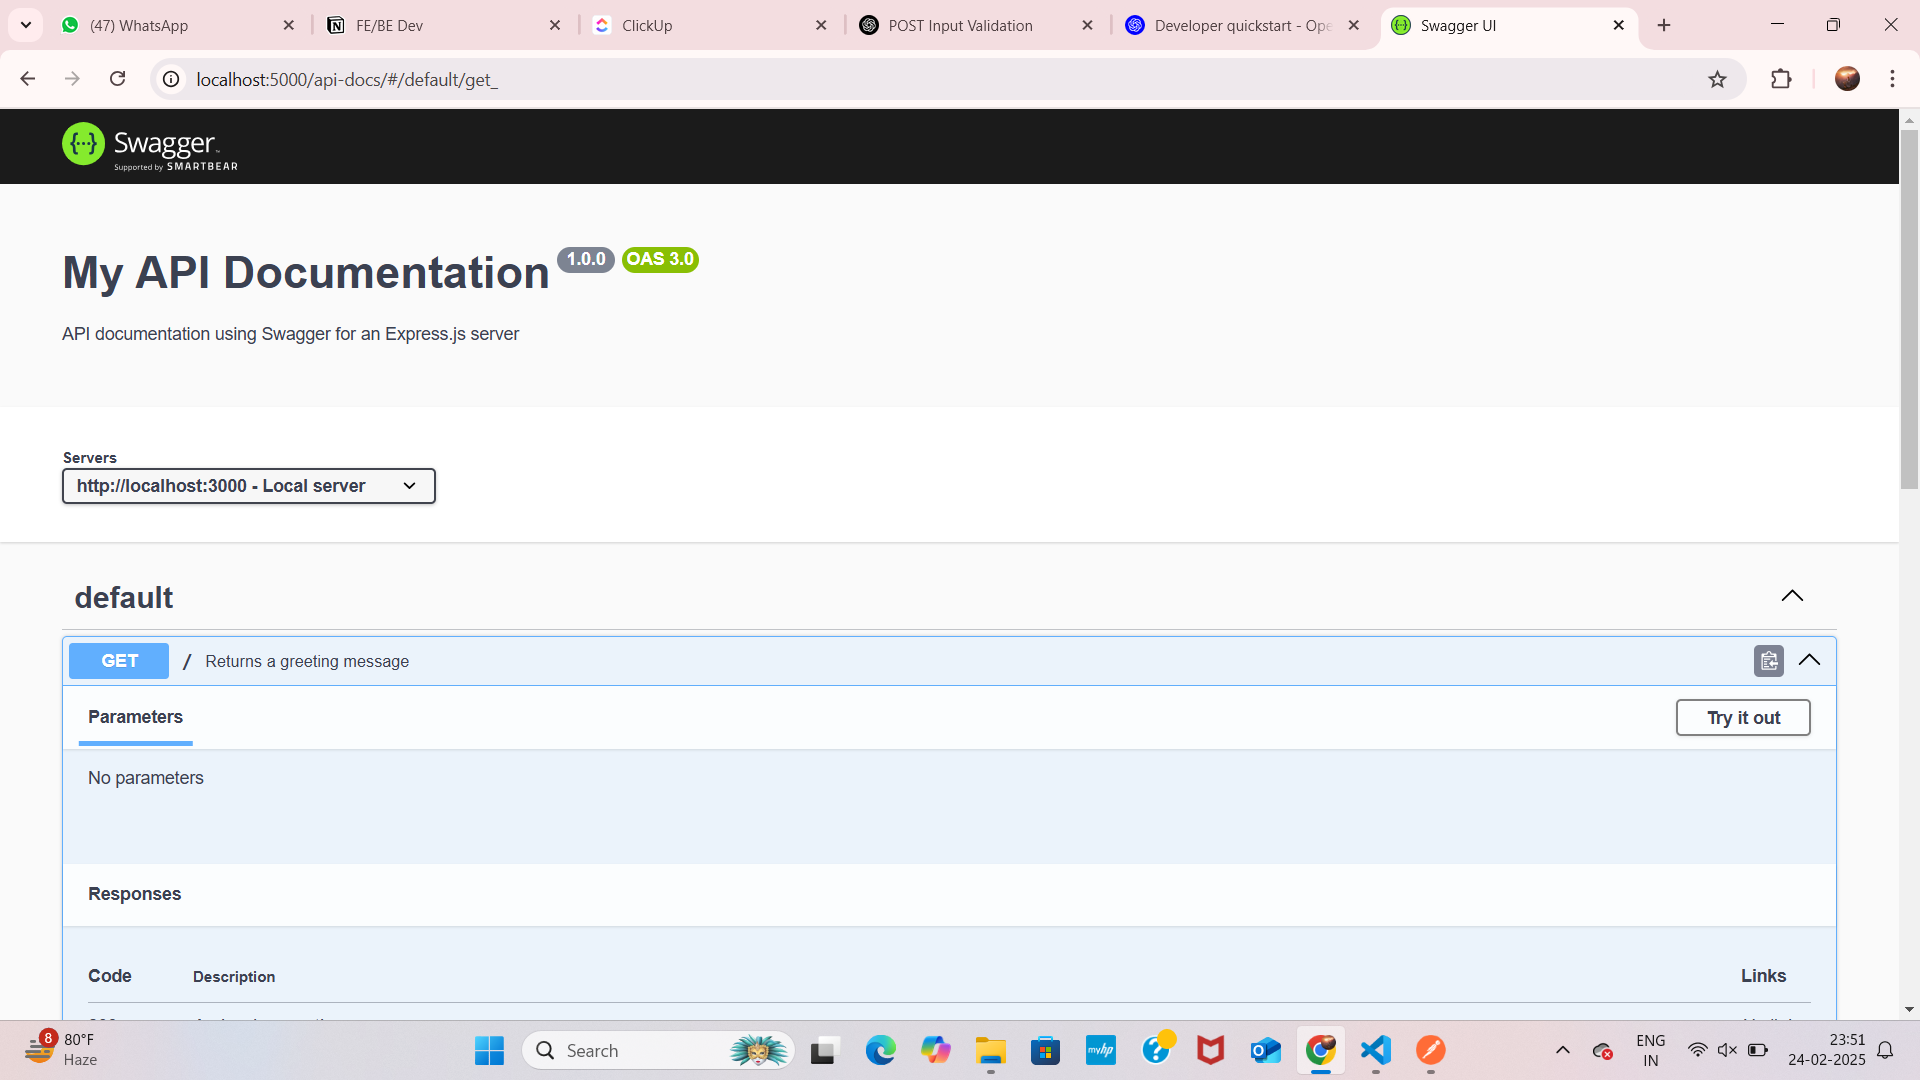 (47) WhatsApp
FE/BE Dev
ClickUp
POST Input Validation
Developer quickstart - Ope
Swagger UI
localhost:5000/api-docs/#/default/get_
Swagger
Supported by SMARTBEAR
My API Documentation 1.0.0 OAS 3.0
API documentation using Swagger for an Express.js server
Servers
http://localhost:3000 - Local server
default
GET / Returns a greeting message
Parameters
Try it out
No parameters
Responses
Code Description Links
8
80°F
Haze
Search
myhp
ENG
IN
23:51
24-02-2025